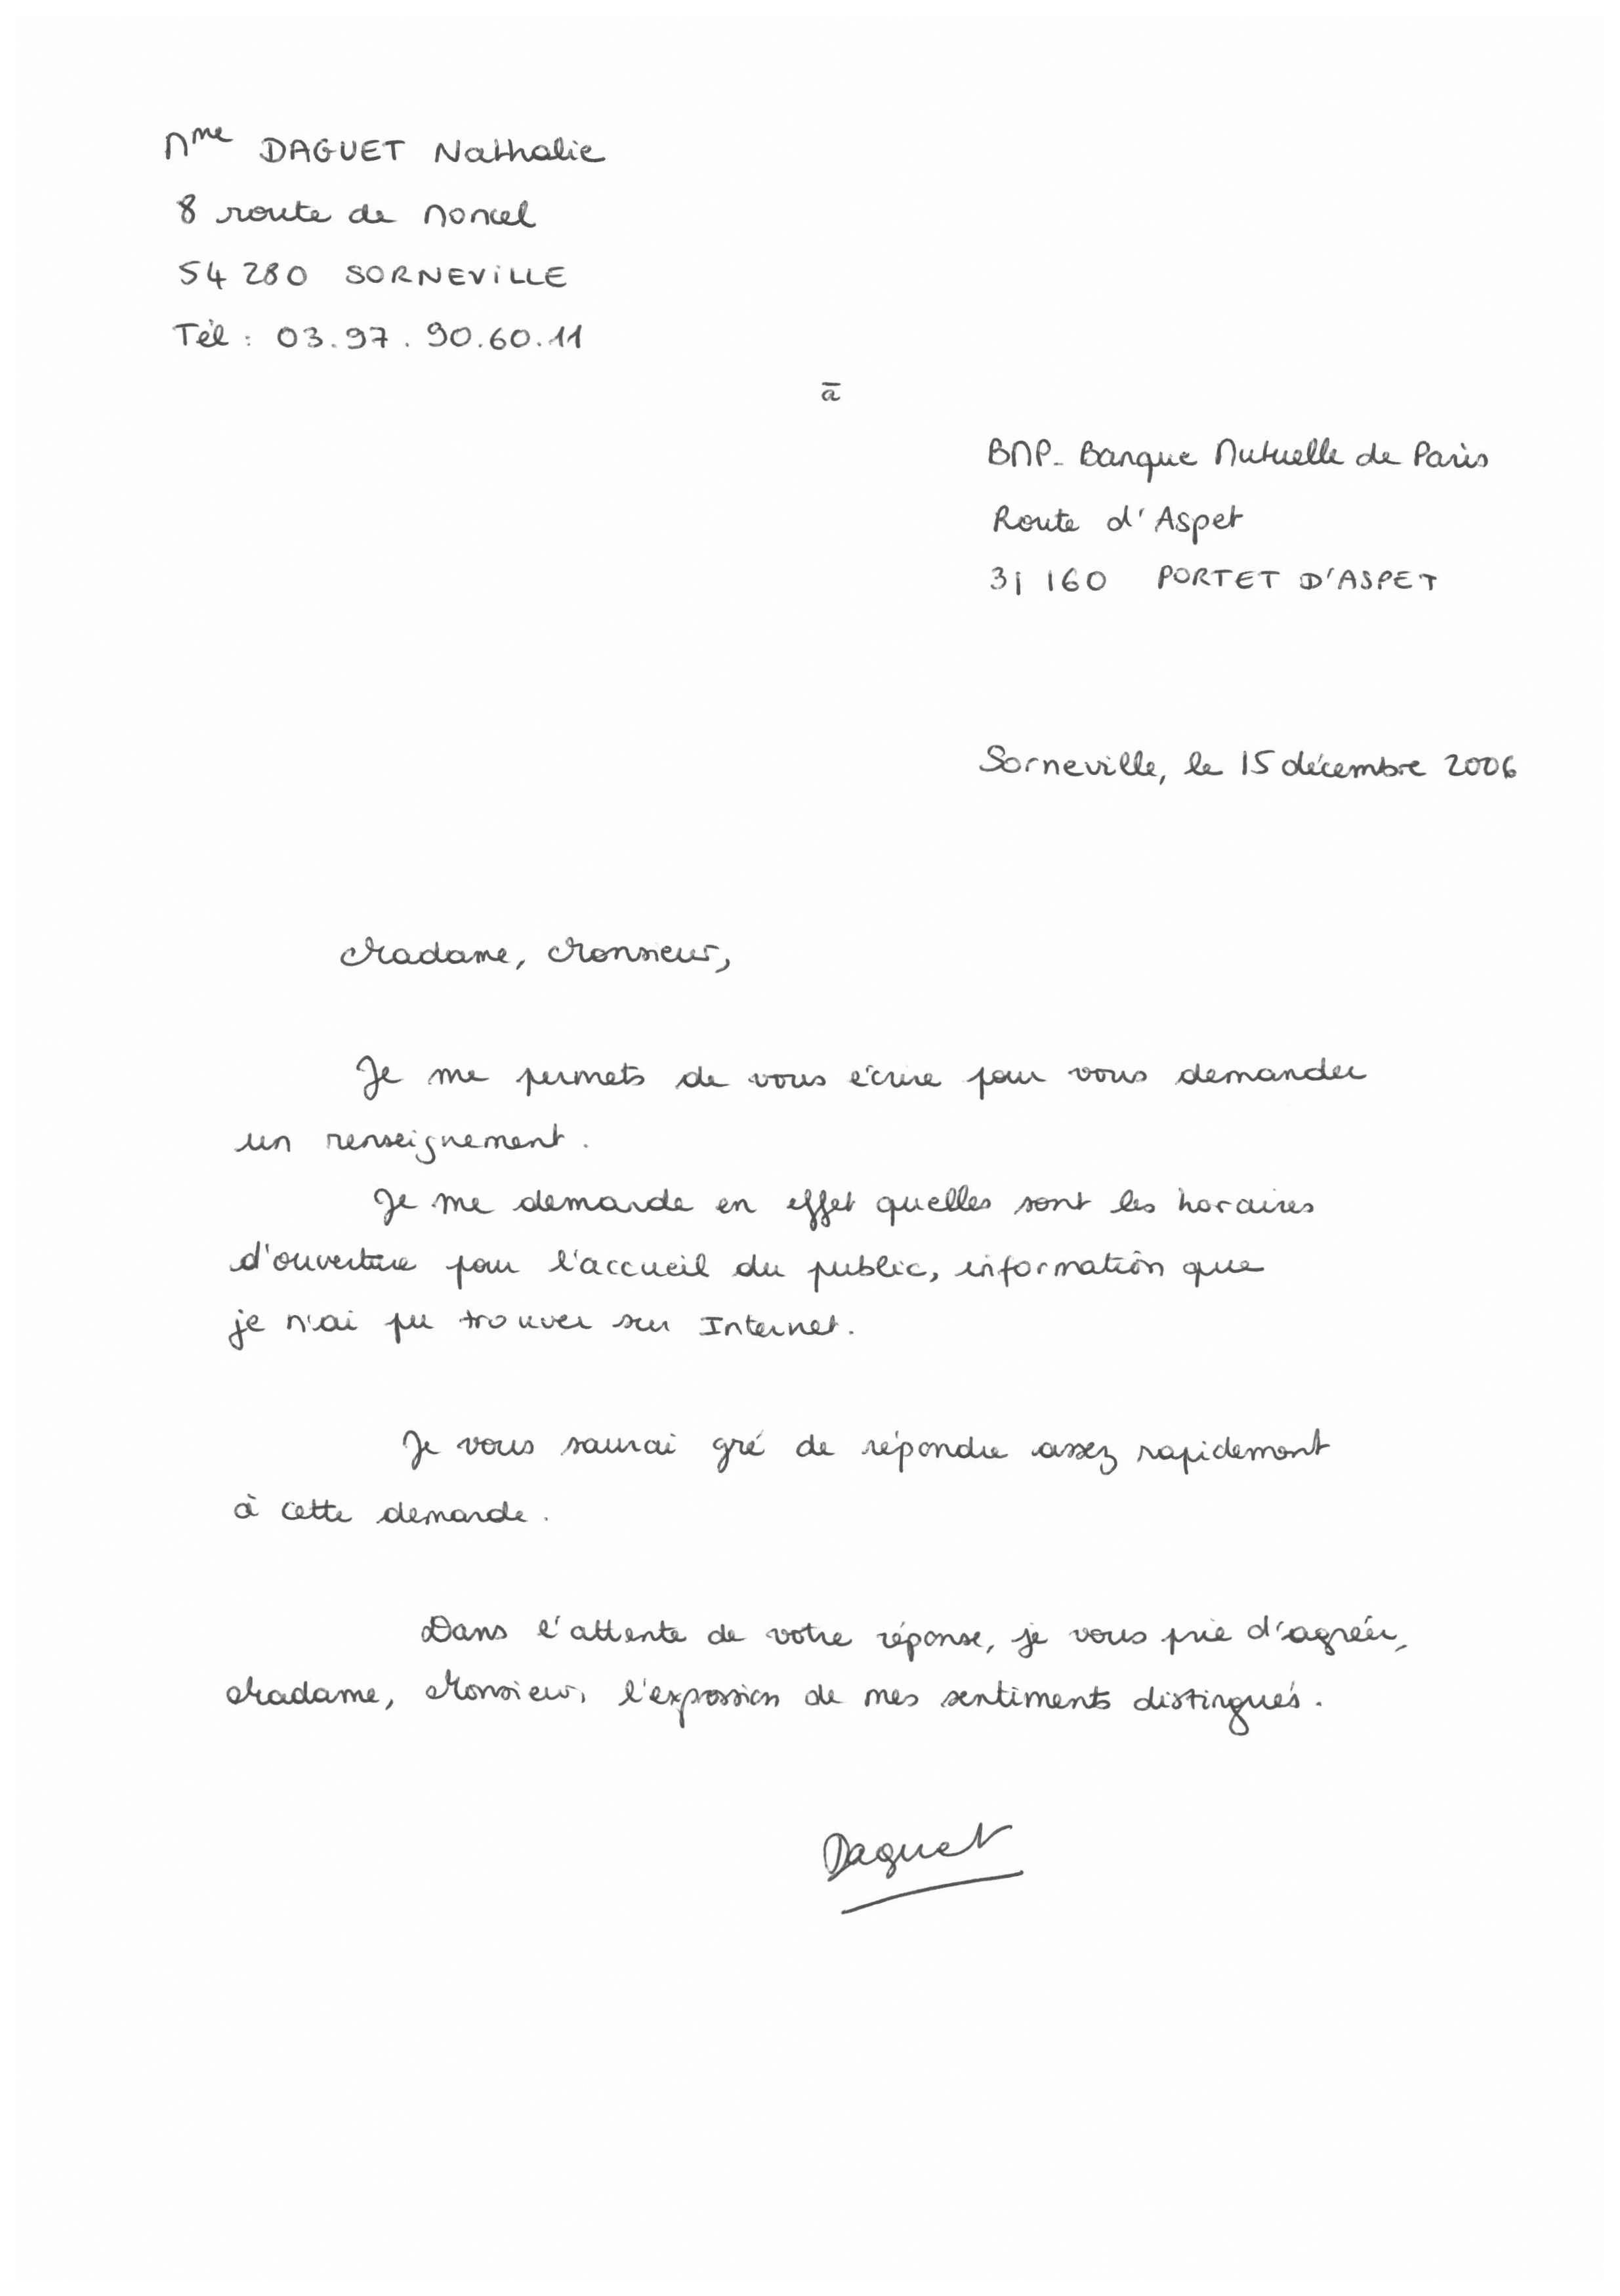 Mme DAGUET Nathalie
8 route de Moncel
54 280 SORNEVILLE
Tél : 03.97.90.60.11
à
BMP- Banque Mutuelle de Paris
Route d'Aspet
31 160 PORTET D'ASPET
Sorneville, le 15 décembre 2006
Madame, Monsieur,
Je me permets de vous écrire pour vous demander
un renseignement.
Je me demande en effet quelles sont les horaires
d'ouverture pour l'accueil du public, information que
je n'ai pu trouver sur Internet.
Je vous saurai gré de répondre assez rapidement
à cette demande.
Dans l'attente de votre réponse, je vous prie d'agréer,
Madame, Monsieur, l'expression de mes sentiments distingués.
Daguet